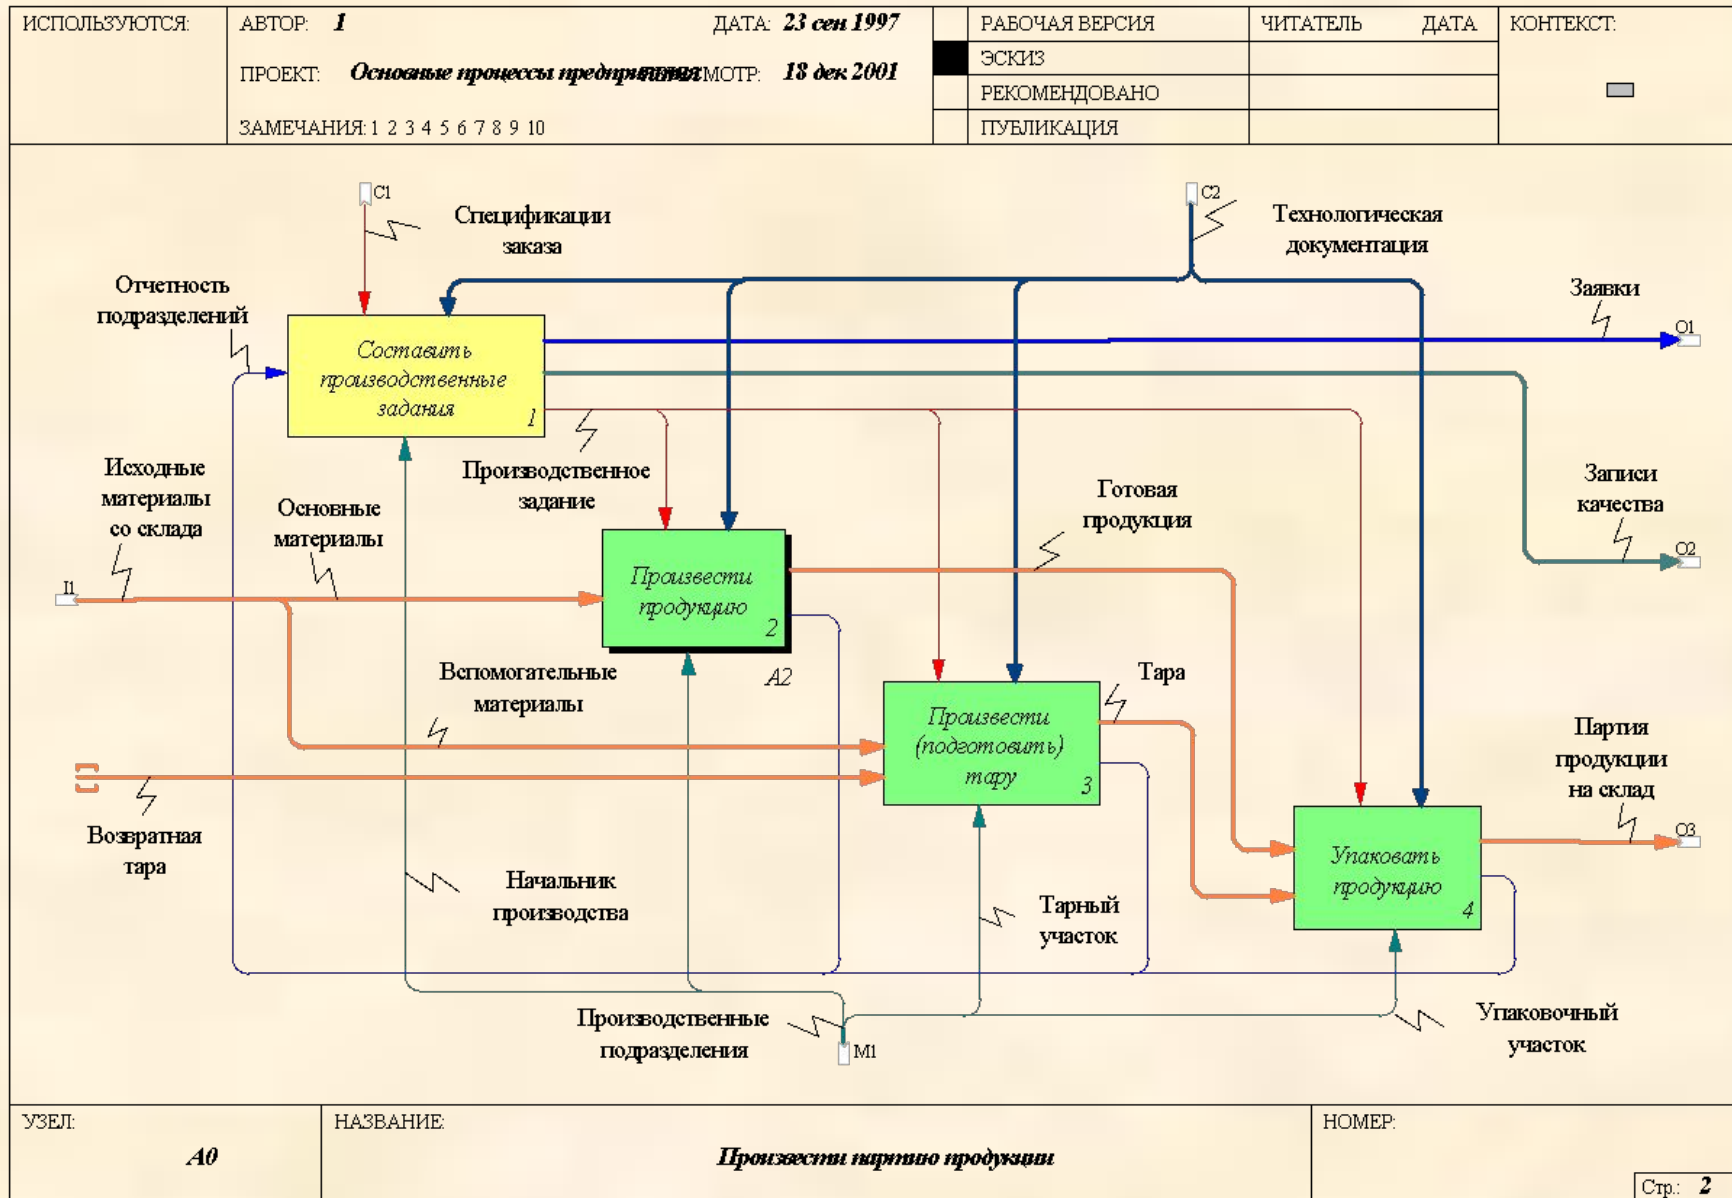 ИСПОЛЬЗУЮТСЯ:
АВТОР: 1
ДАТА: 23 сен 1997
РАБОЧАЯ ВЕРСИЯ
ЧИТАТЕЛЬ
ДАТА
КОНТЕКСТ:
ЭСКИЗ
ПРОЕКТ: Основные процессы предприятия
СМОТР: 18 дек 2001
РЕКОМЕНДОВАНО
ЗАМЕЧАНИЯ: 1 2 3 4 5 6 7 8 9 10
ПУБЛИКАЦИЯ
C1
C2
Спецификации
заказа
Технологическая
документация
Отчетность
подразделений
Заявки
O1
Составить
производственные
задания
1
Исходные
материалы
со склада
Основные
материалы
Производственное
задание
Готовая
продукция
Записи
качества
O2
I1
Произвести
продукцию
2
A2
Вспомогательные
материалы
Тара
Произвести
(подготовить)
тару
3
Партия
продукции
на склад
O3
Возвратная
тара
Упаковать
продукцию
4
Начальник
производства
Тарный
участок
Производственные
подразделения
M1
Упаковочный
участок
УЗЕЛ:
A0
НАЗВАНИЕ:
Произвести партию продукции
НОМЕР:
Стр.: 2